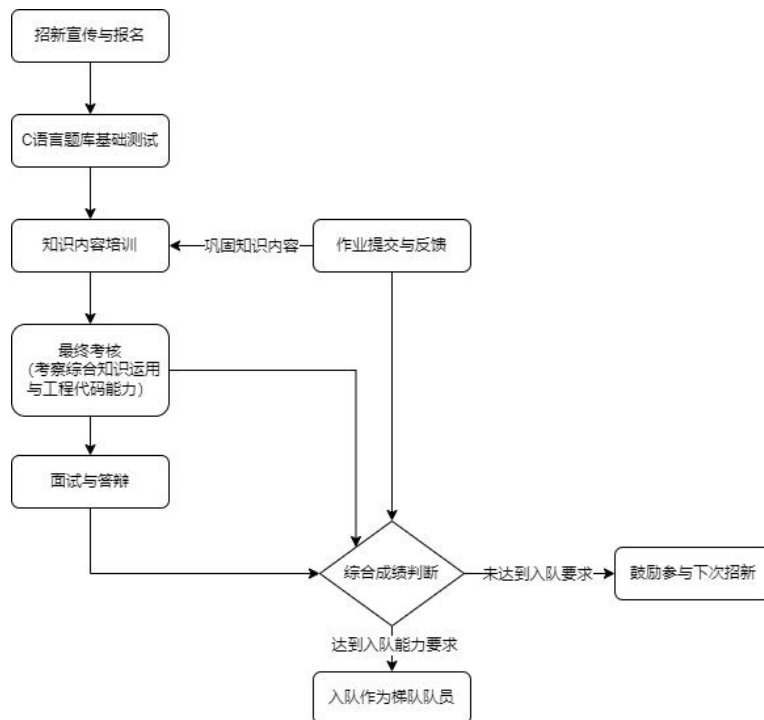 招新宣传与报名
C语言题库基础测试
知识内容培训
巩固知识内容
作业提交与反馈
最终考核
（考察综合知识运用
与工程代码能力）
面试与答辩
综合成绩判断
未达到入队要求
鼓励参与下次招新
达到入队能力要求
入队作为梯队队员